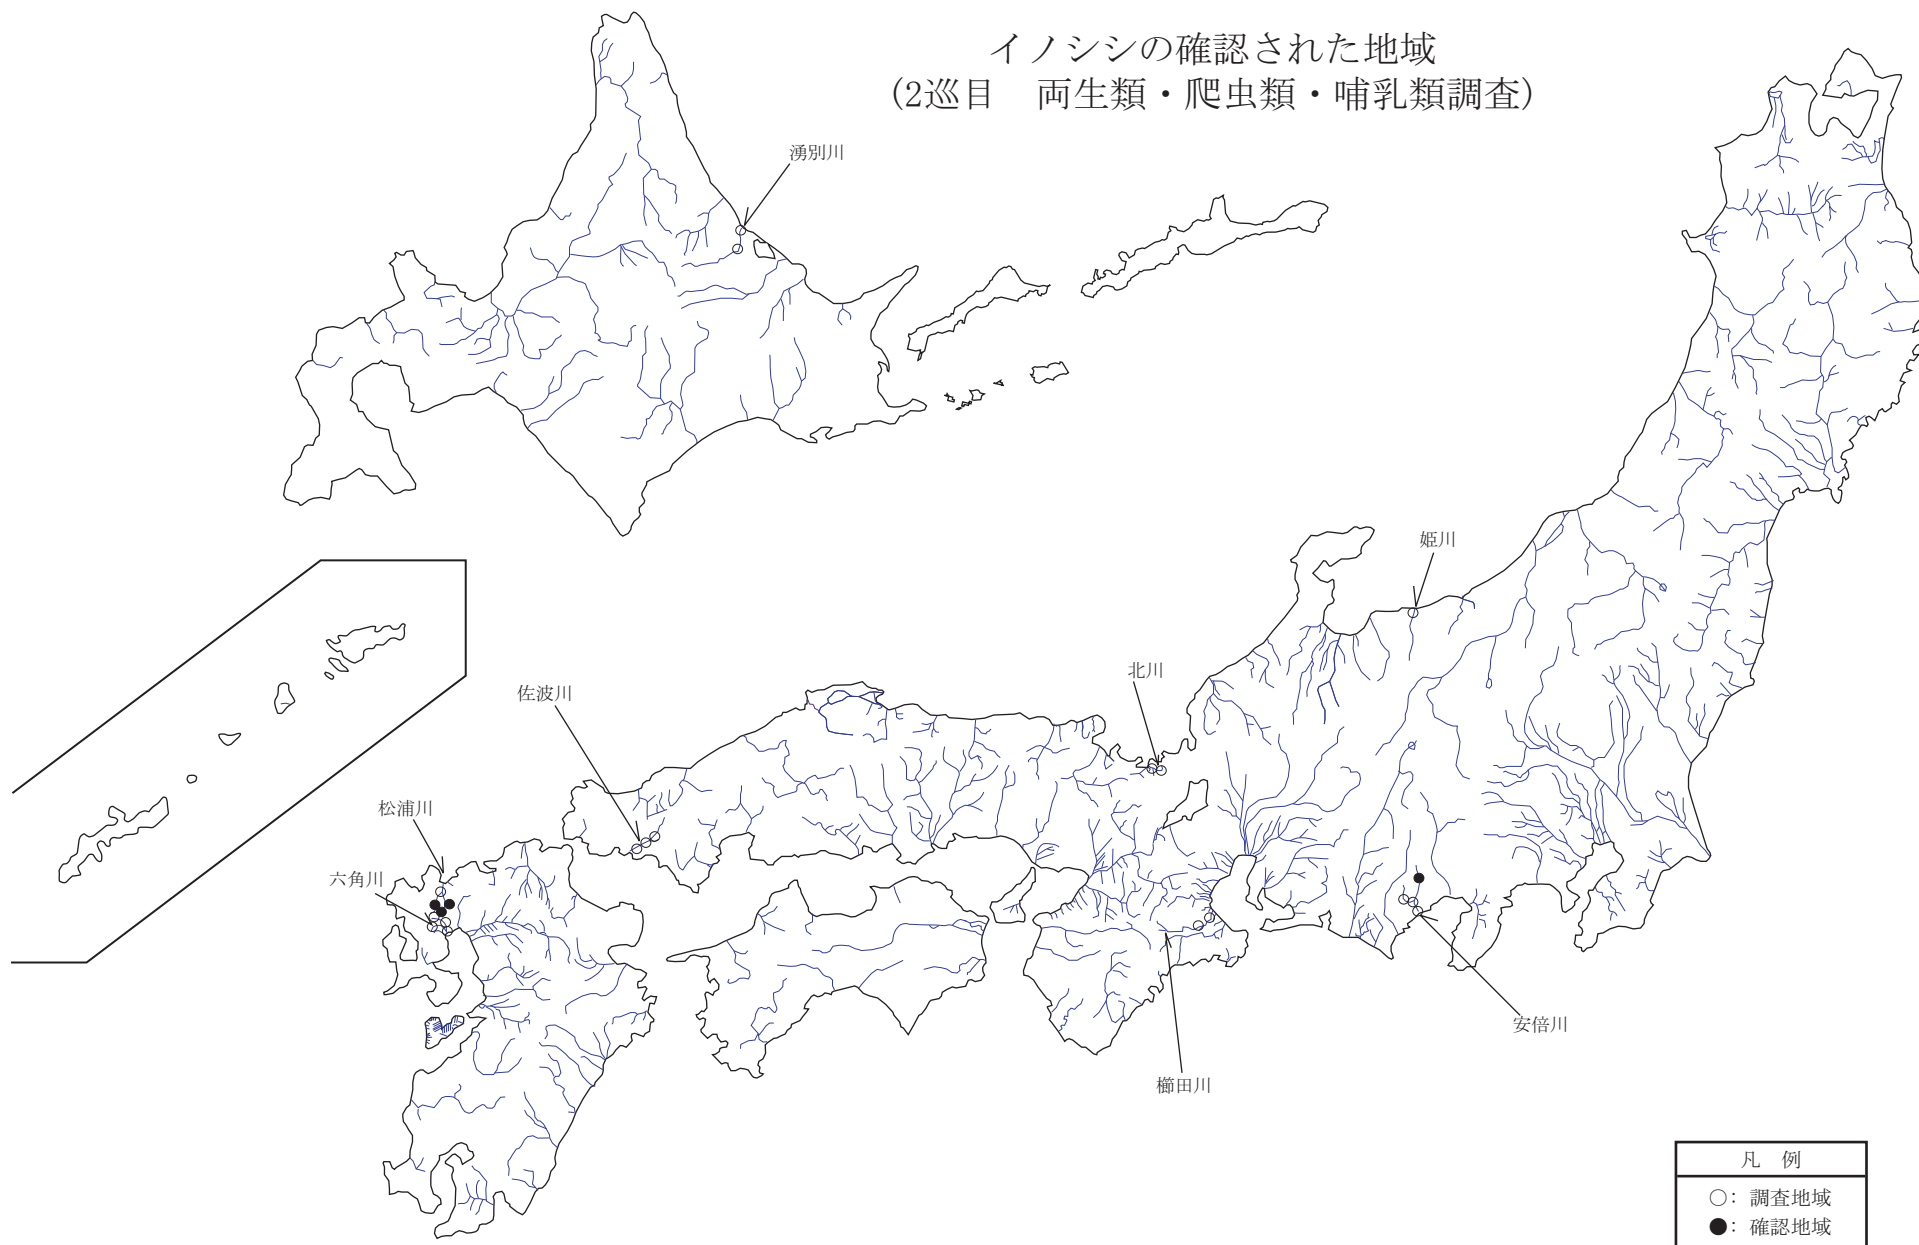 イノシシの確認された地域
(2巡目　両生類・爬虫類・哺乳類調査)
湧別川
姫川
北川
佐波川
松浦川
六角川
安倍川
櫛田川
凡　例
○：調査地域
●：確認地域